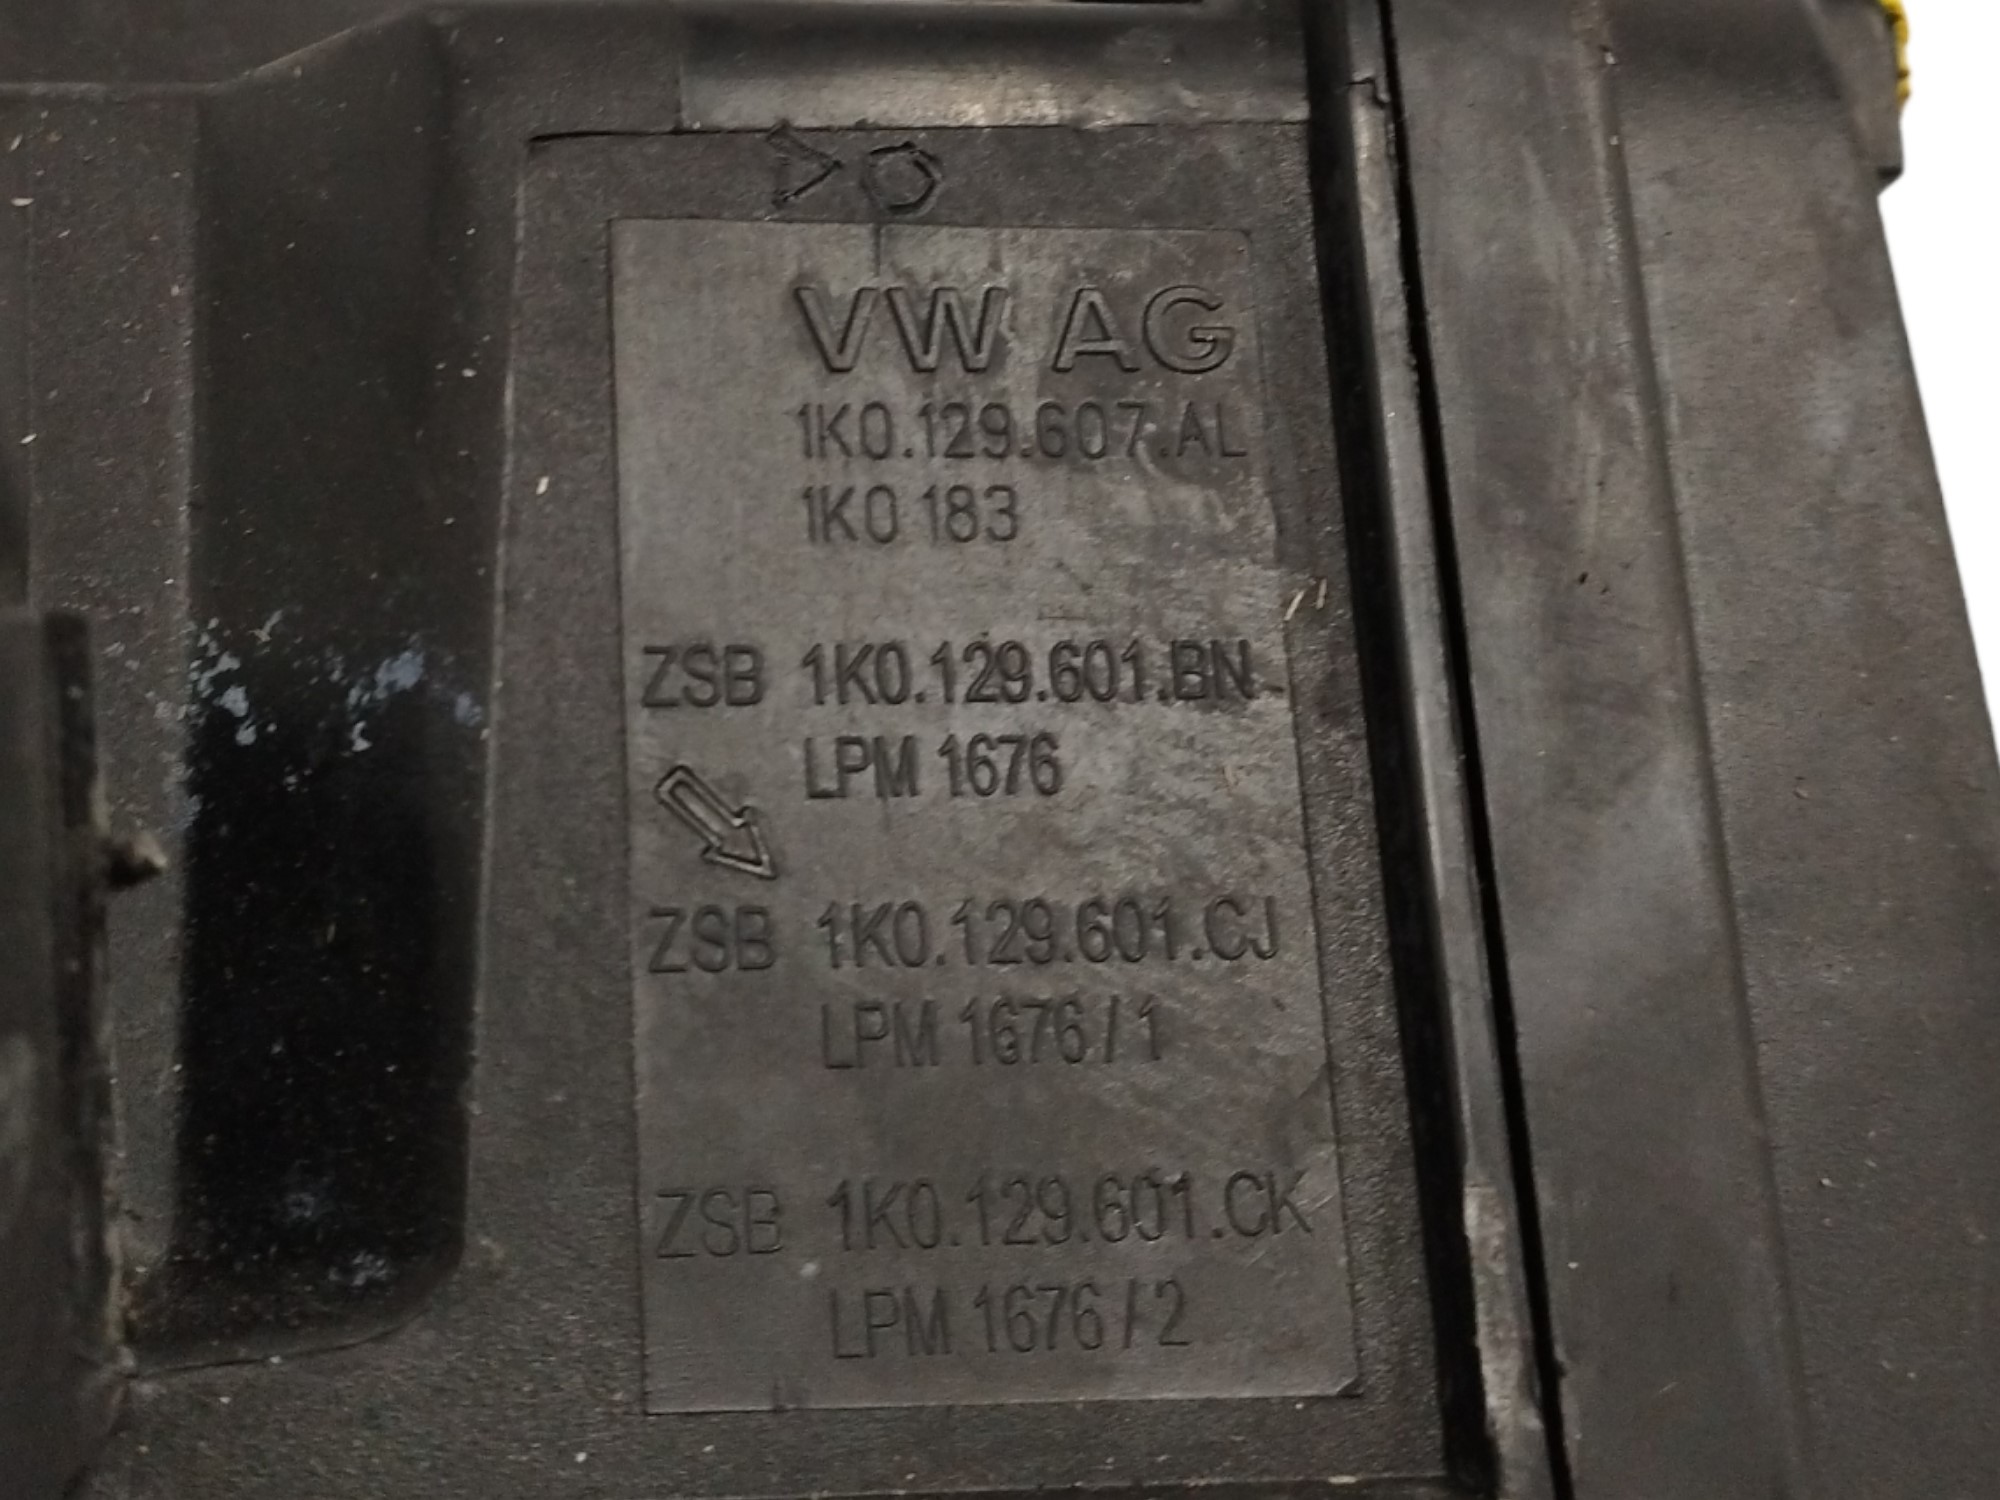 VW AG
1K0.129.607.AL
1K0 183
ZSB 1K0.129.601.BN
LPM 1676
ZSB 1K0.129.601.CJ
LPM 1676/1
ZSB 1K0.129.601.CK
LPM 1676/2